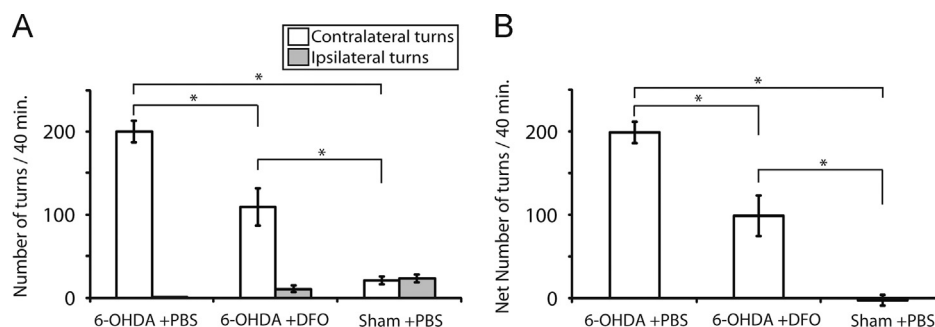 A
Contralateral turns
Ipsilateral turns
Number of turns / 40 min.
*
*
*
200
100
0
6-OHDA +PBS
6-OHDA +DFO
Sham +PBS
B
Net Number of turns / 40 min.
*
*
*
200
100
0
6-OHDA +PBS
6-OHDA +DFO
Sham +PBS